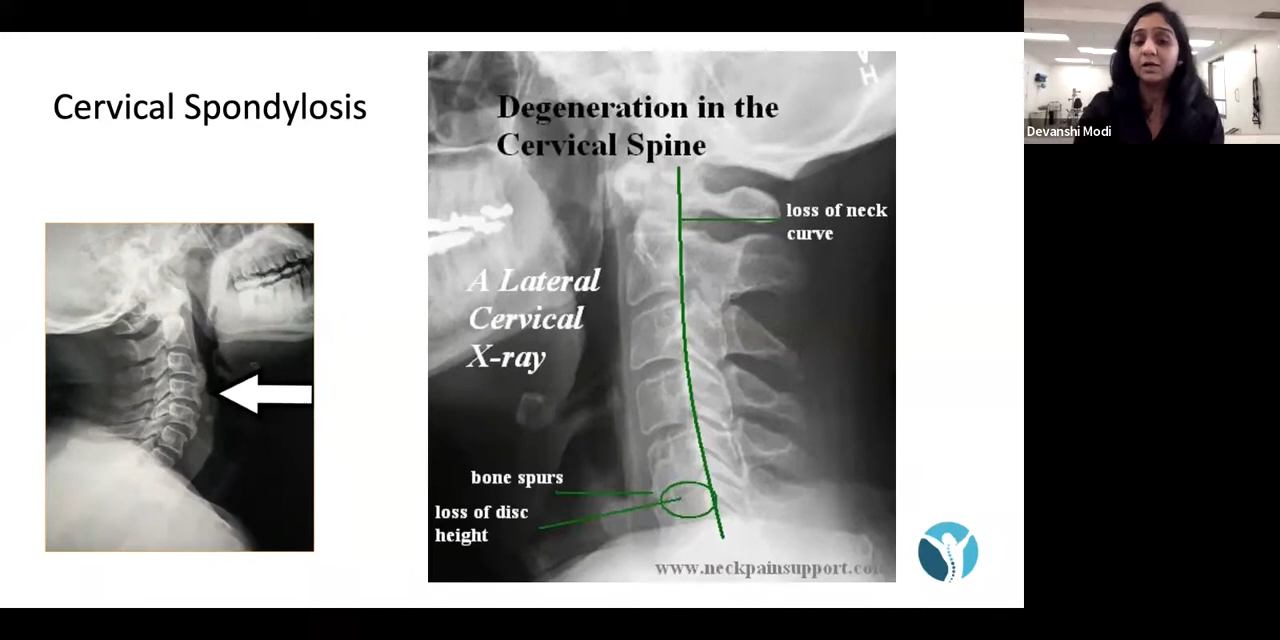 Cervical Spondylosis
Degeneration in the
Cervical Spine
loss of neck
curve
A Lateral
Cervical
X-ray
bone spurs
loss of disc
height
www.neckpainsupport.co
H
Devanshi Modi